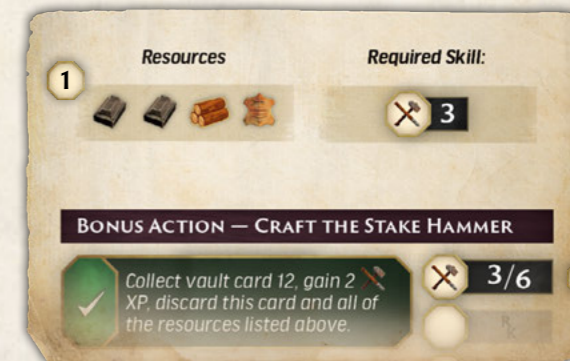 Resources Required Skill:
1
3
BONUS ACTION — CRAFT THE STAKE HAMMER
Collect vault card 12, gain 2
XP, discard this card and all of
the resources listed above.
3/6